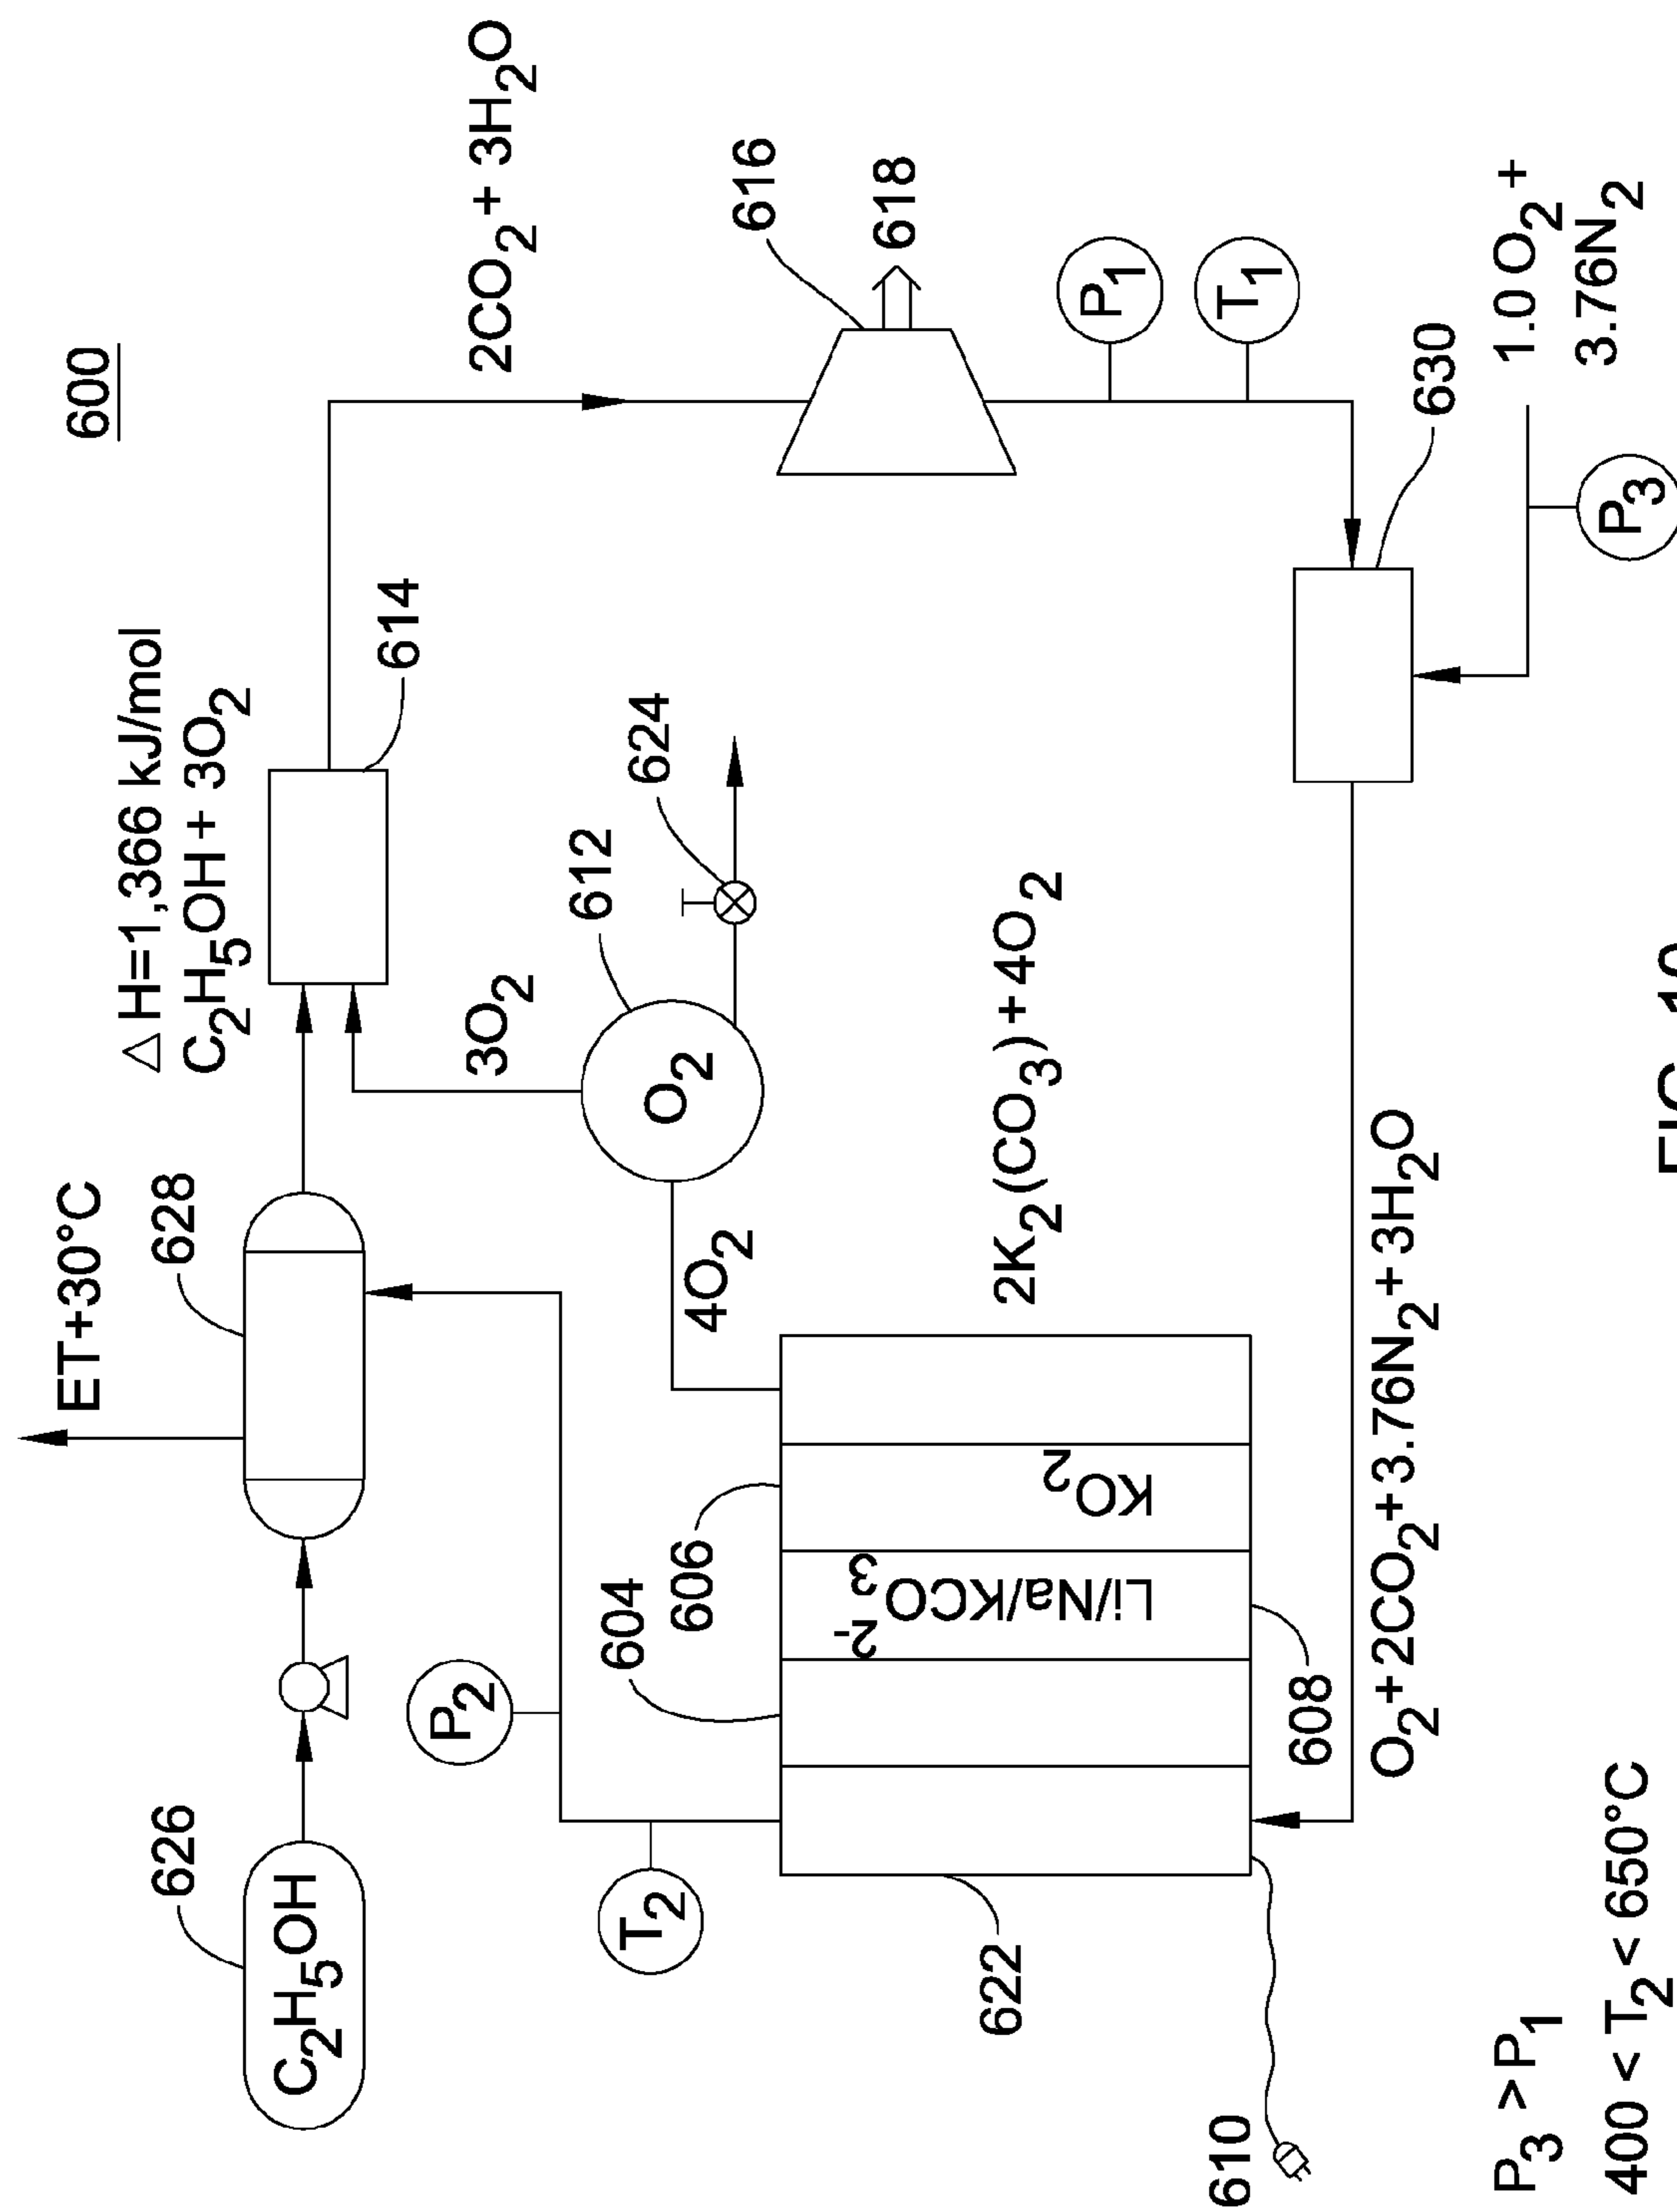 600
ET+30°C
△H=1,366 kJ/mol
C2H5OH + 3O2
626
628
C2H5OH
614
2CO2 + 3H2O
3O2
P2
616
612
624
618
T2
604
606
4O2
O2
622
Li/Na/KCO3 2-
KO2
2K2(CO3) + 4O2
P1
T1
610
608
630
O2 + 2CO2 + 3.76N2 + 3H2O
P3 > P1
1.0 O2 +
3.76N2
400 < T2 < 650°C
P3